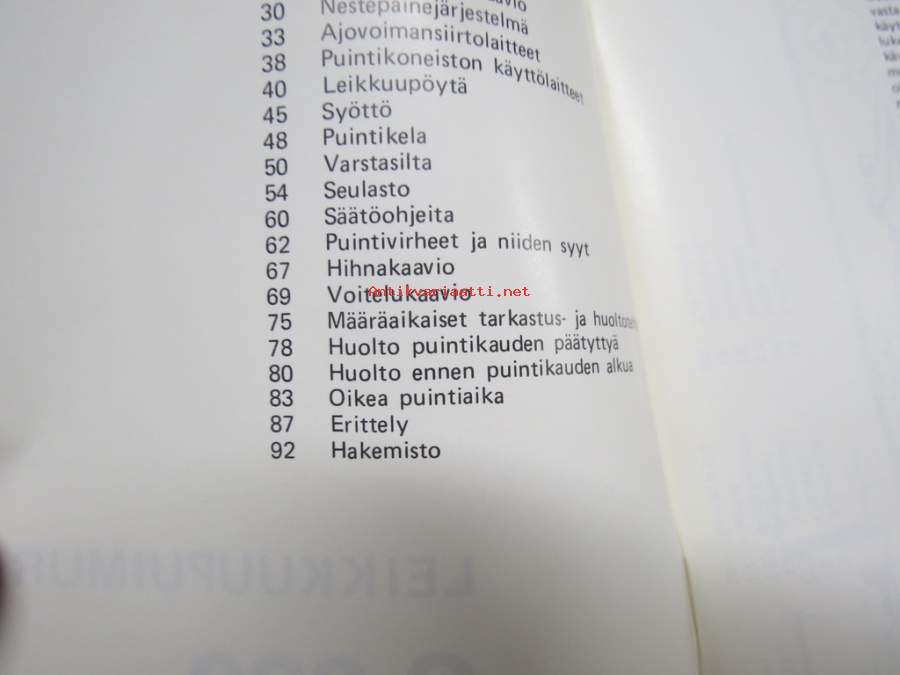 30 Nestepainejärjestelmä
33 Ajovoimansiirtolaitteet
38 Puintikoneiston käyttölaitteet
40 Leikkuupöytä
45 Syöttö
48 Puintikela
50 Varstasilta
54 Seulasto
60 Säätöohjeita
62 Puintivirheet ja niiden syyt
67 Hihnakaavio
Antikvariaatti.net
69 Voitelukaavio
75 Määräaikaiset tarkastus- ja
78 Huolto puintikauden päätyttyä
80 Huolto ennen puintikauden alkua
83 Oikea puintiaika
87 Erittely
92 Hakemisto